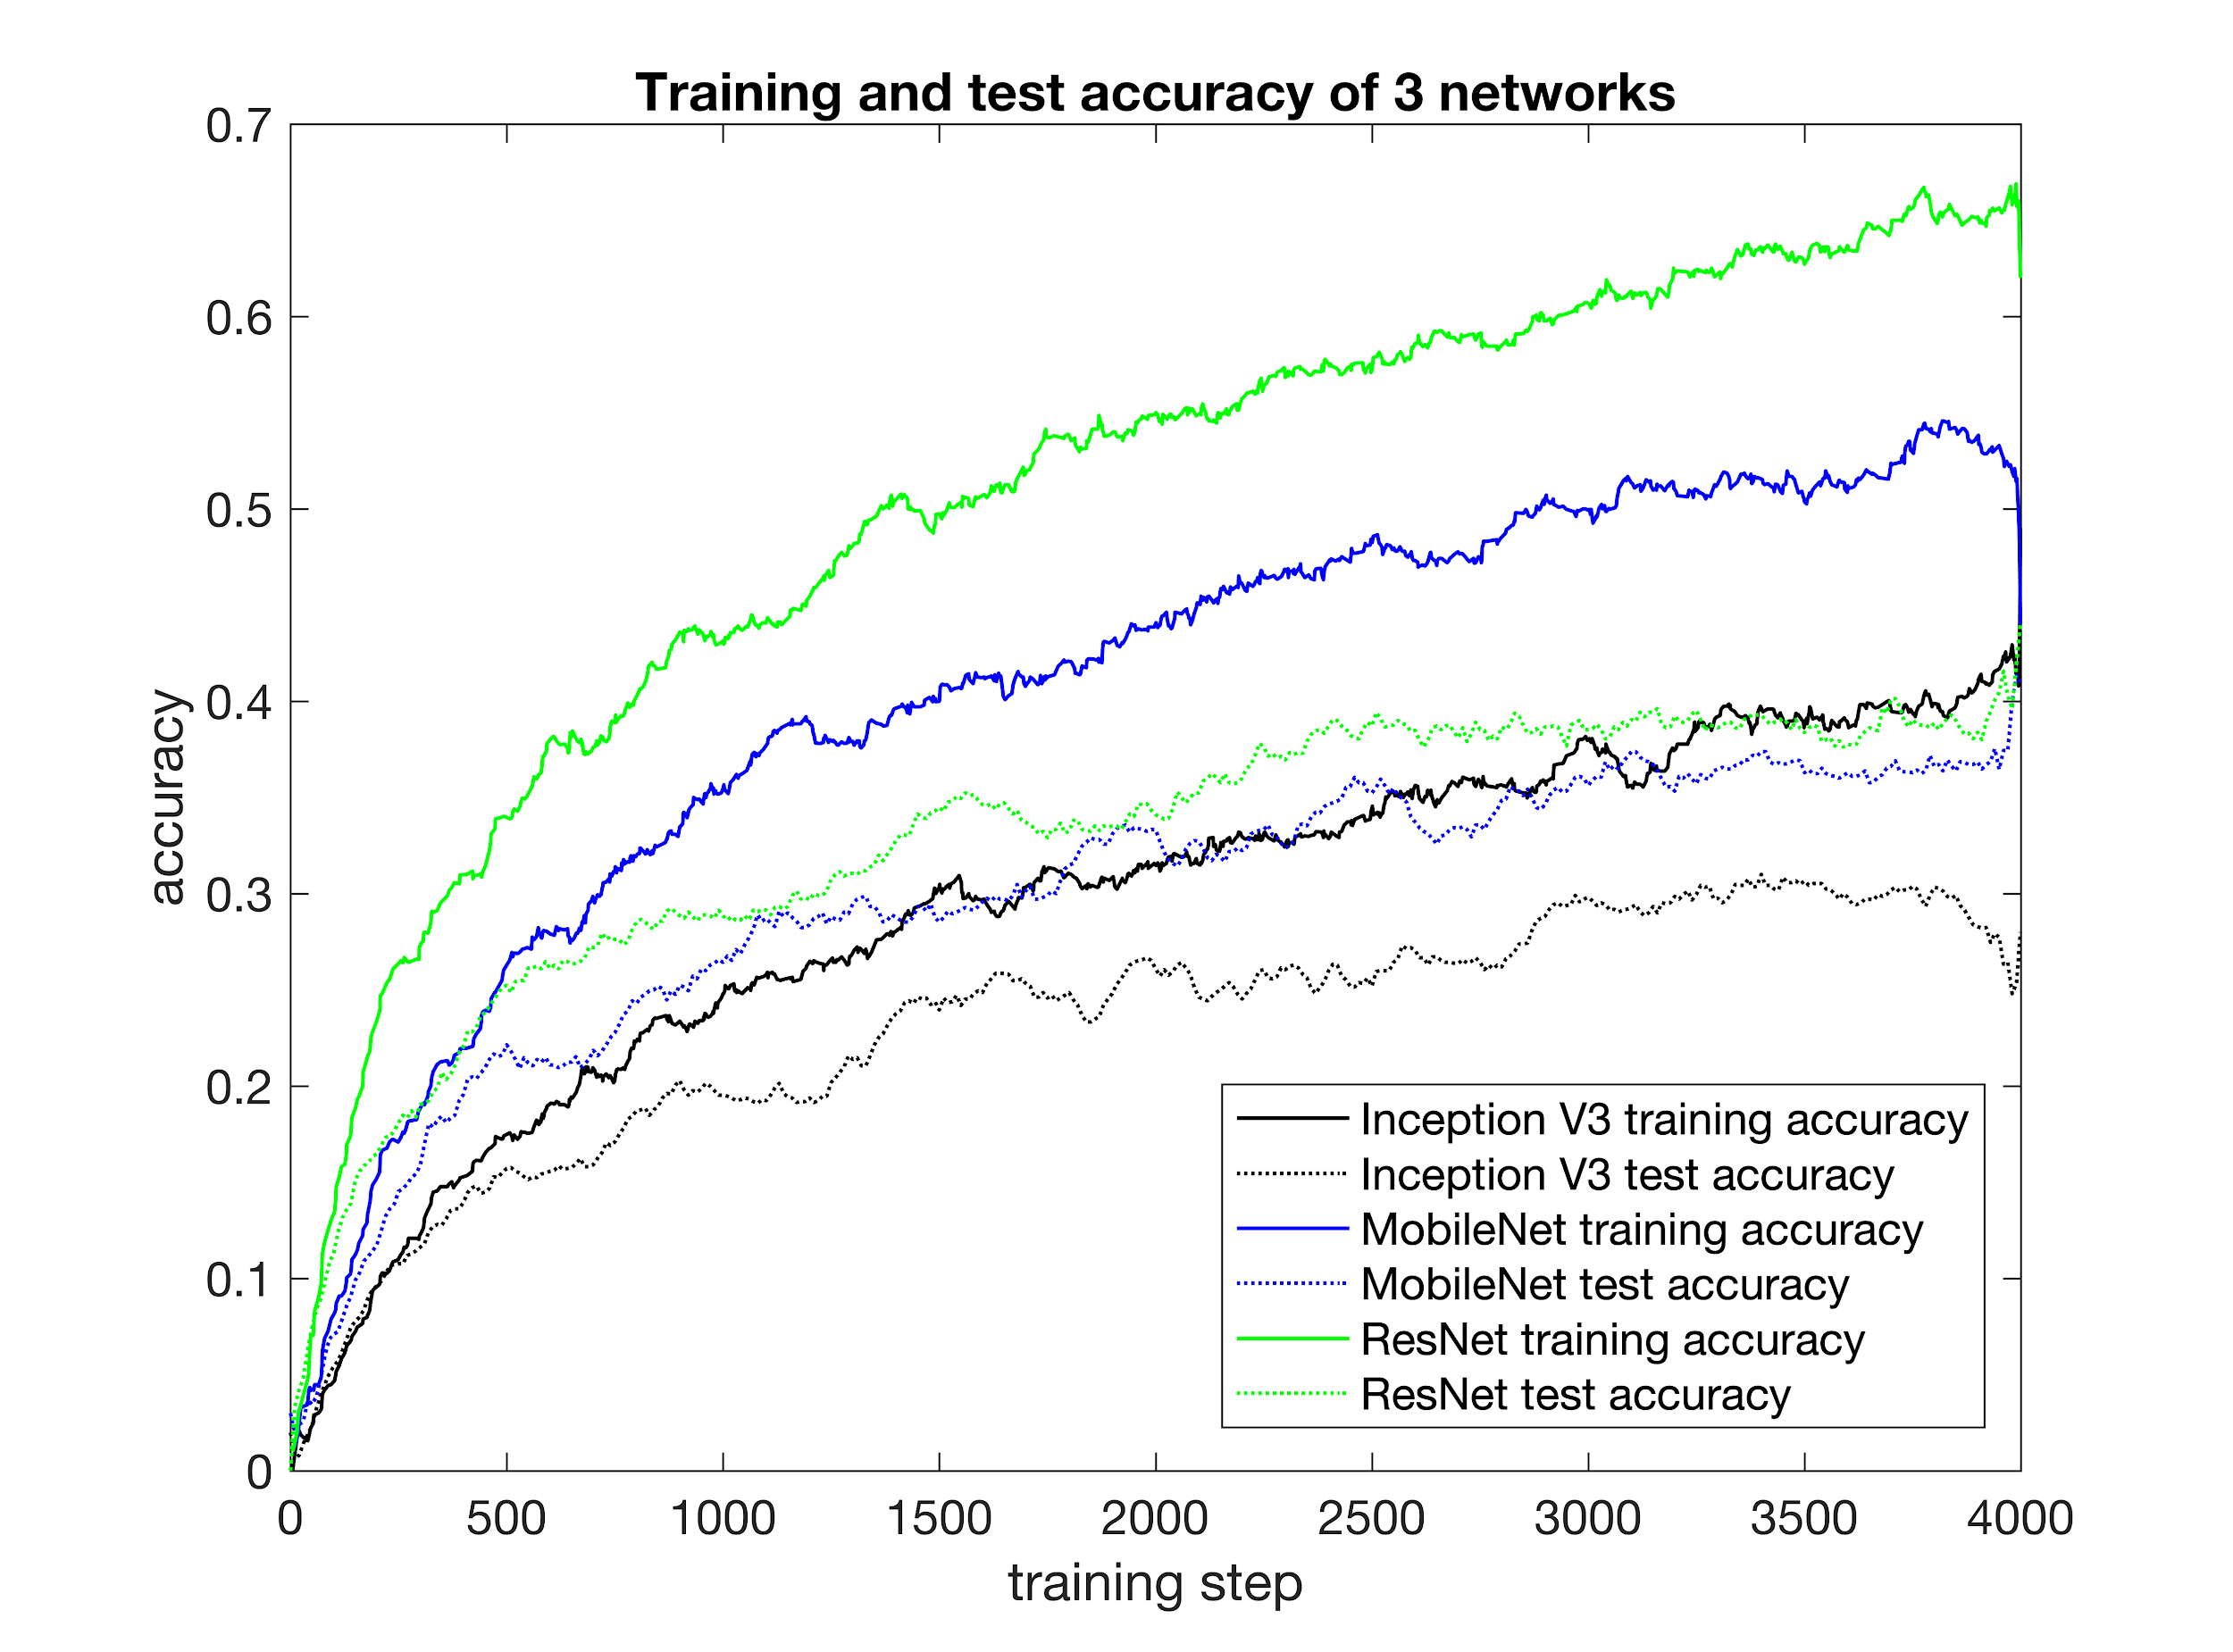 Training and test accuracy of 3 networks
0.7
0.6
0.5
0.4
0.3
0.2
0.1
0
accuracy
0 500 1000 1500 2000 2500 3000 3500 4000
training step
Inception V3 training accuracy
Inception V3 test accuracy
MobileNet training accuracy
MobileNet test accuracy
ResNet training accuracy
ResNet test accuracy